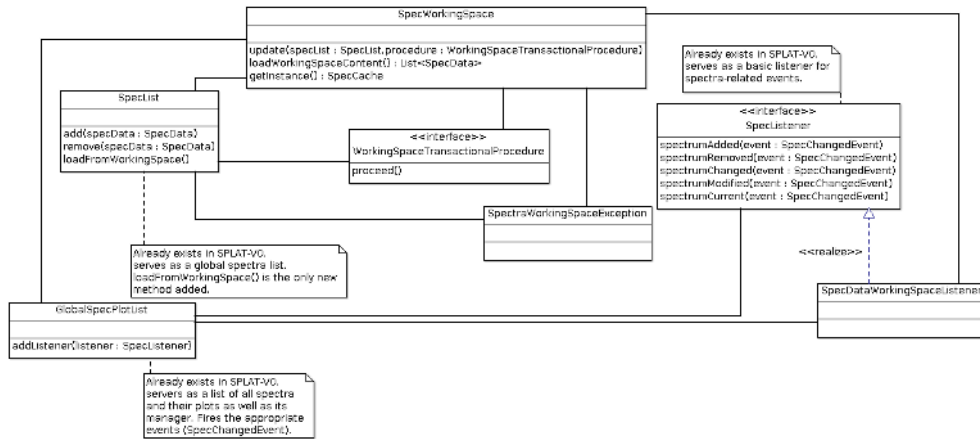 SpecWorkingSpace
update(specList : SpecList,procedure : WorkingSpaceTransactionalProcedure)
loadWorkingSpaceContent() : List<SpecData>
getInstance() : SpecCache
Already exists in SPLAT-VO.
serves as a basic listener for
spectra-related events.
SpecList
add(specData : SpecData)
remove(specData : SpecData)
loadFromWorkingSpace()
<<interface>>
WorkingSpaceTransactionalProcedure
proceed()
<<interface>>
SpecListener
spectrumAdded(event : SpecChangedEvent)
spectrumRemoved(event : SpecChangedEvent)
spectrumChanged(event : SpecChangedEvent)
spectrumModified(event : SpecChangedEvent)
spectrumCurrent(event : SpecChangedEvent)
SpectraWorkingSpaceException
Already exists in SPLAT-VO.
serves as a global spectra list.
loadFromWorkingSpace() is the only new
method added.
<<realize>>
SpecDataWorkingSpaceListener
GlobalSpecPlotList
addListener(listener : SpecListener)
Already exists in SPLAT-VO.
servers as a list of all spectra
and their plots as well as its
manager. Fires the appropriate
events (SpecChangedEvent).